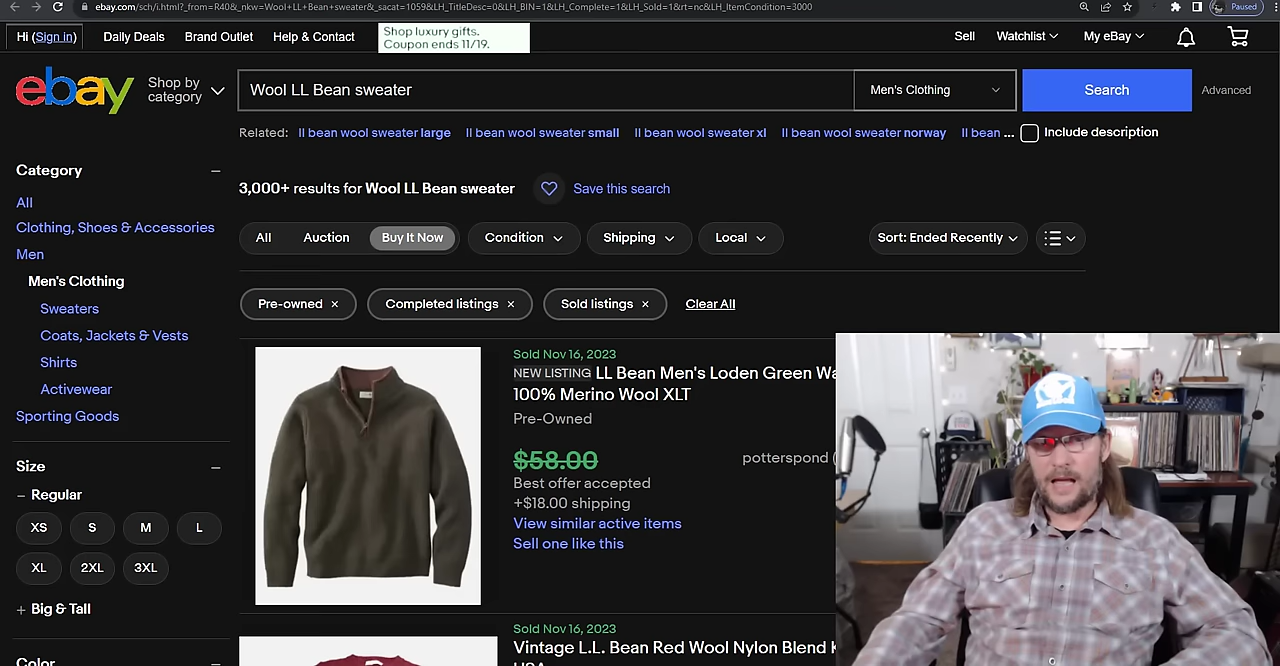 ebay.com/sch/i.html?_from=R40&_nkw=Wool+LL+Bean+sweater&_sacat=1059&LH_TitleDesc=0&LH_BIN=1&LH_Complete=1&LH_Sold=1&rt=nc&LH_ItemCondition=3000
Paused
Hi (Sign in) Daily Deals Brand Outlet Help & Contact
Shop luxury gifts.
Coupon ends 11/19.
Sell Watchlist My eBay
ebay
Shop by
category
Wool LL Bean sweater
Men's Clothing
Search
Advanced
Related: ll bean wool sweater large ll bean wool sweater small ll bean wool sweater xl ll bean wool sweater norway ll bean ... Include description
Category
All
Clothing, Shoes & Accessories
Men
Men's Clothing
Sweaters
Coats, Jackets & Vests
Shirts
Activewear
Sporting Goods
Size
Regular
XS S M L
XL 2XL 3XL
Big & Tall
Color
3,000+ results for Wool LL Bean sweater
Save this search
All Auction Buy It Now Condition Shipping Local Sort: Ended Recently
Pre-owned × Completed listings × Sold listings × Clear All
Sold Nov 16, 2023
NEW LISTING LL Bean Men's Loden Green Wa
100% Merino Wool XLT
Pre-Owned
$58.00
potterspond (
Best offer accepted
+$18.00 shipping
View similar active items
Sell one like this
Sold Nov 16, 2023
Vintage L.L. Bean Red Wool Nylon Blend
USA